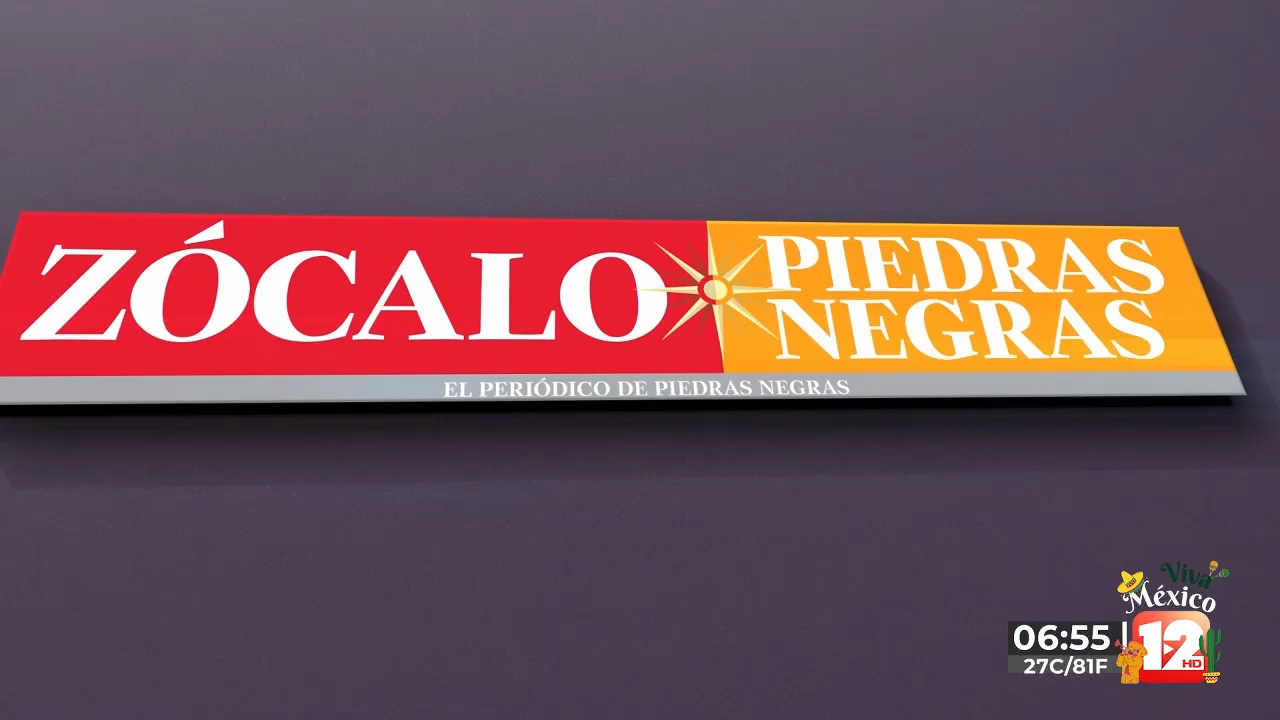 ZÓCALO
PIEDRAS
NEGRAS
EL PERIÓDICO DE PIEDRAS NEGRAS
Viva
México
06:55
27C/81F
12
HD